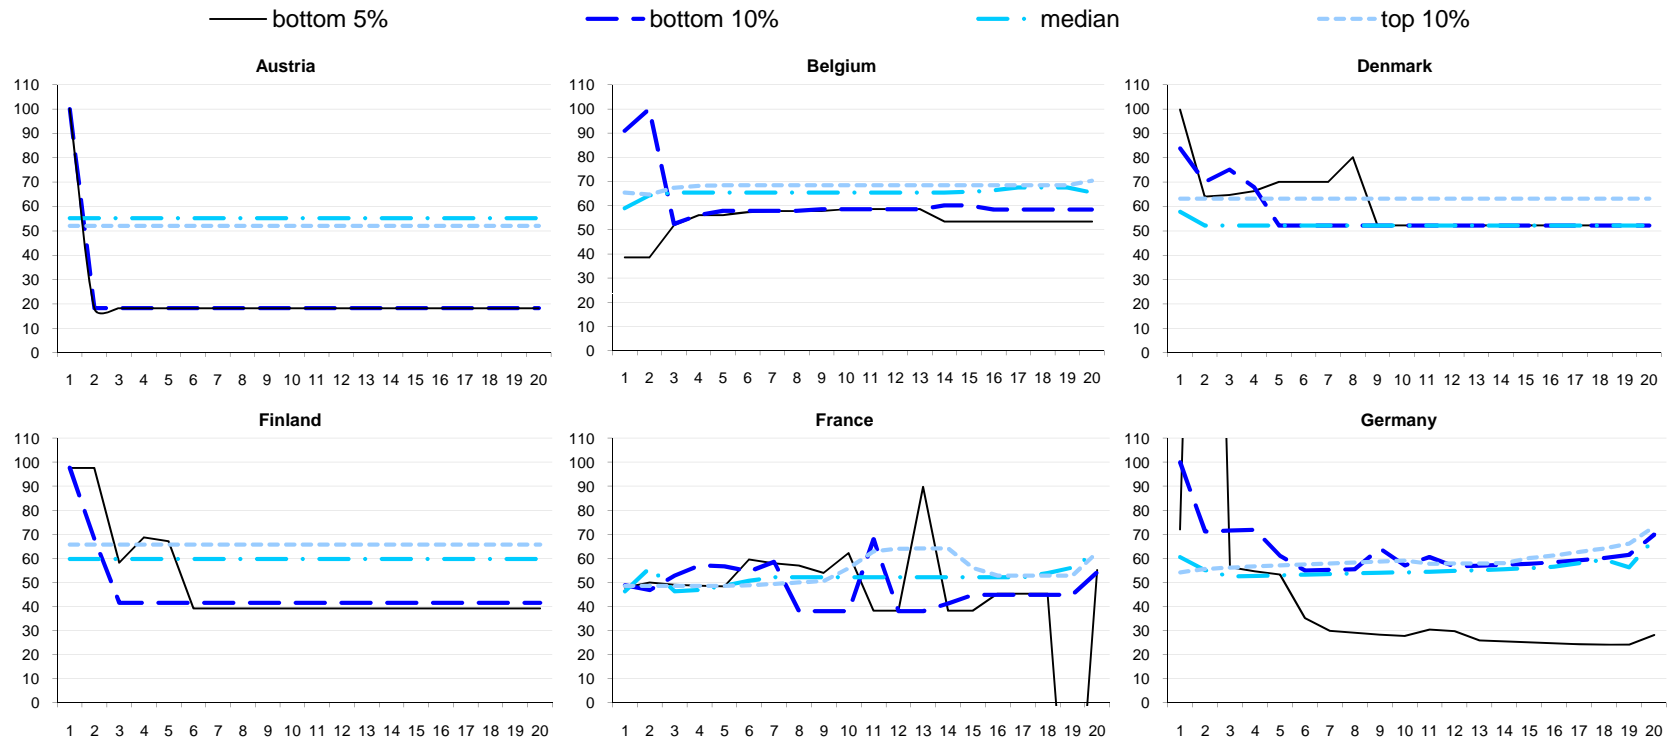 bottom 5% bottom 10% median top 10%
Austria Belgium Denmark
110 110 110
100 100 100
90 90 90
80 80 80
70 70 70
60 60 60
50 50 50
40 40 40
30 30 30
20 20 20
10 10 10
0 0 0
1 2 3 4 5 6 7 8 9 10 11 12 13 14 15 16 17 18 19 20 1 2 3 4 5 6 7 8 9 10 11 12 13 14 15 16 17 18 19 20 1 2 3 4 5 6 7 8 9 10 11 12 13 14 15 16 17 18 19 20
Finland France Germany
110 110 110
100 100 100
90 90 90
80 80 80
70 70 70
60 60 60
50 50 50
40 40 40
30 30 30
20 20 20
10 10 10
0 0 0
1 2 3 4 5 6 7 8 9 10 11 12 13 14 15 16 17 18 19 20 1 2 3 4 5 6 7 8 9 10 11 12 13 14 15 16 17 18 19 20 1 2 3 4 5 6 7 8 9 10 11 12 13 14 15 16 17 18 19 20